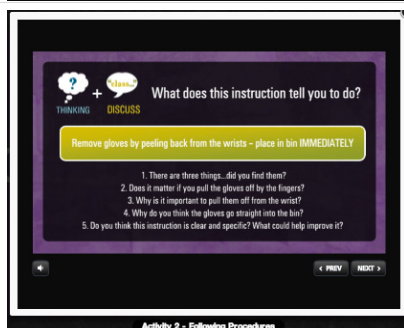 ?
"class..."
+
What does this instruction tell you to do?
THINKING
DISCUSS
Remove gloves by peeling back from the wrists – place in bin IMMEDIATELY
1. There are three things...did you find them?
2. Does it matter if you pull the gloves off by the fingers?
3. Why is it important to pull them off from the wrist?
4. Why do you think the gloves go straight into the bin?
5. Do you think this instruction is clear and specific? What could help improve it?
< PREV
NEXT >
Activity 2 - Following Procedures